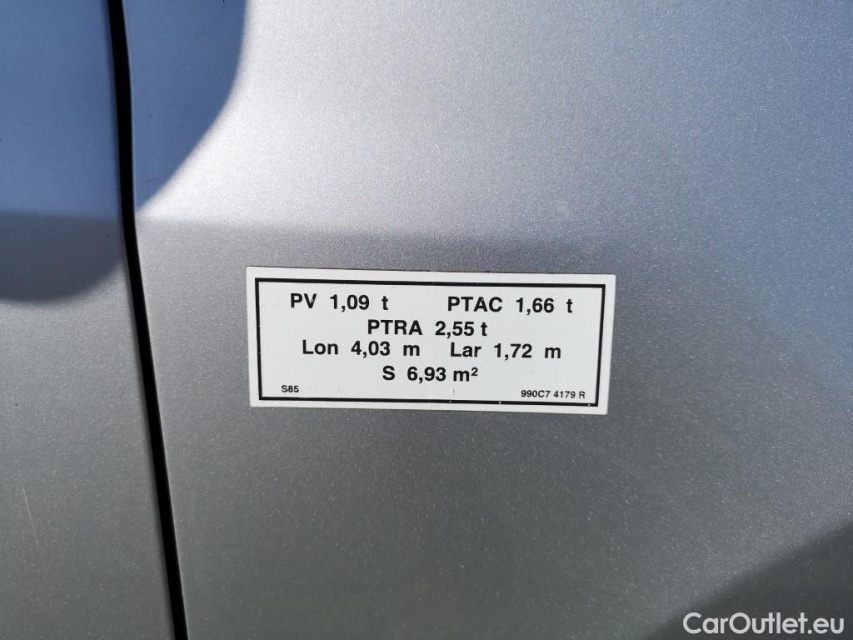 PV 1,09 t PTAC 1,66 t
PTRA 2,55 t
Lon 4,03 m Lar 1,72 m
S 6,93 m²
S85 990C7 4179 R
CarOutlet.eu